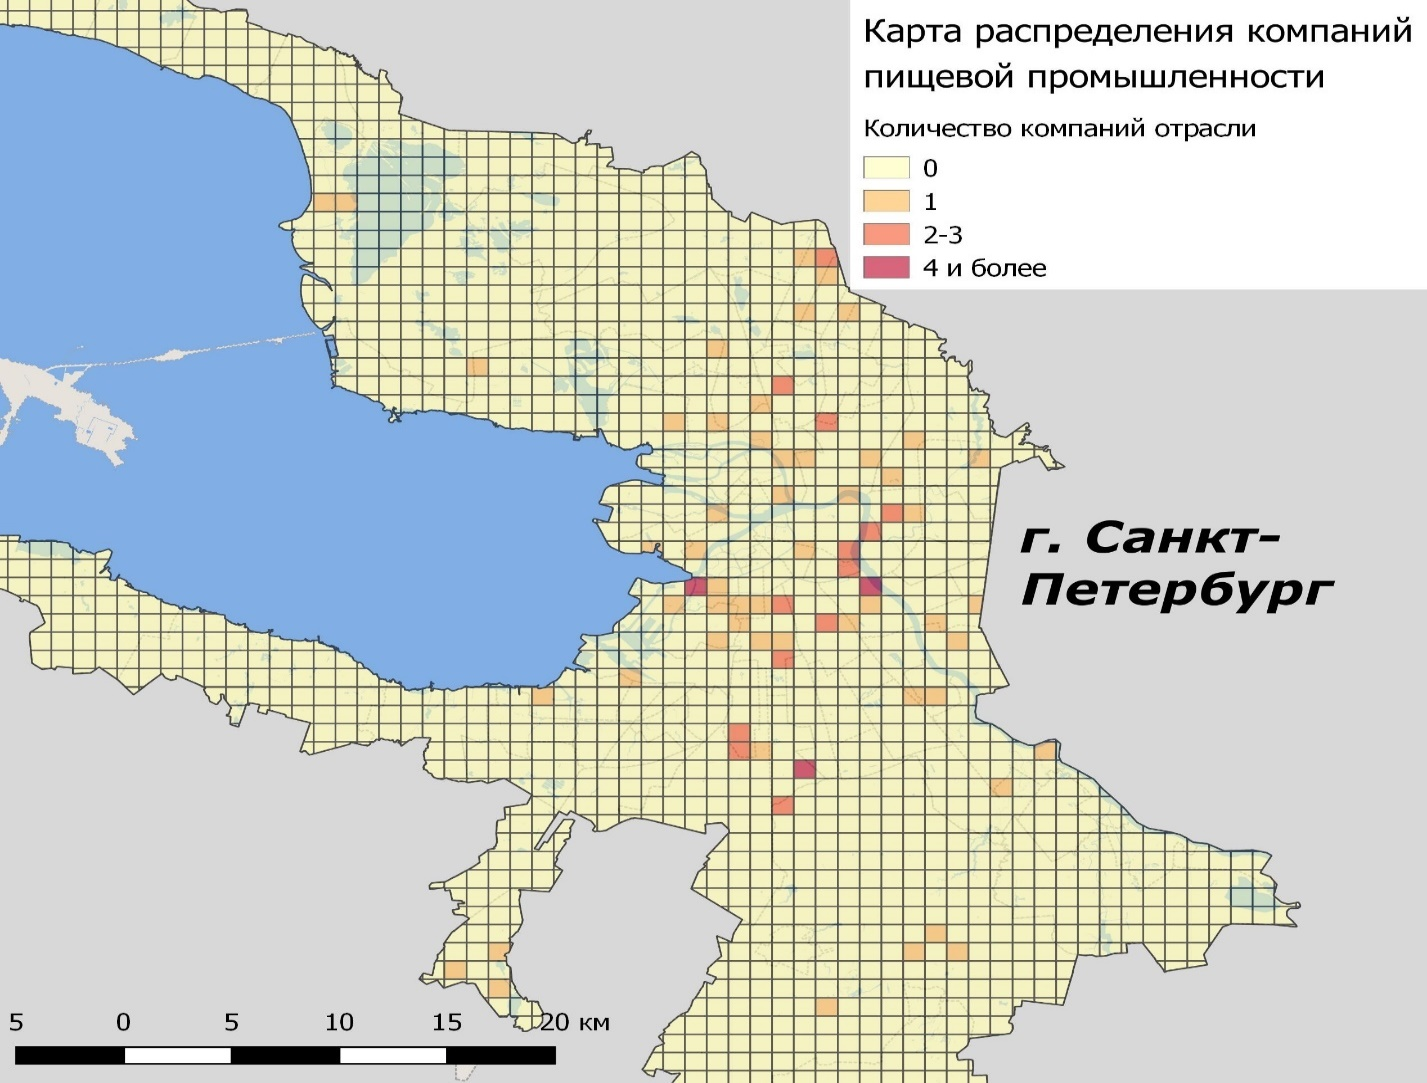 Карта распределения компаний
пищевой промышленности
Количество компаний отрасли
0
1
2-3
4 и более
г. Санкт-
Петербург
5 0 5 10 15 20 км